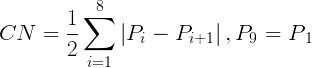 $CN = \frac{1}{2} \sum_{i=1}^{8} |P_i - P_{i+1}|, P_9 = P_1$